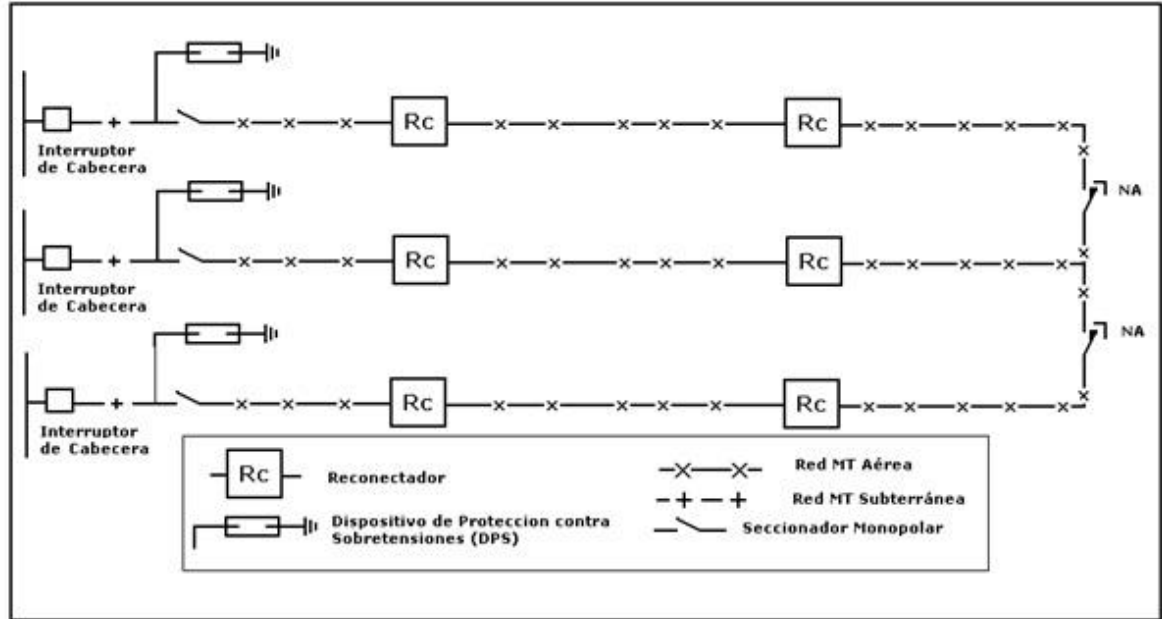 Rc
Rc
Interruptor
de Cabecera
NA
Rc
Rc
Interruptor
de Cabecera
NA
Rc
Rc
Interruptor
de Cabecera
Rc
Reconectador
Red MT Aérea
Red MT Subterránea
Dispositivo de Proteccion contra
Sobretensiones (DPS)
Seccionador Monopolar